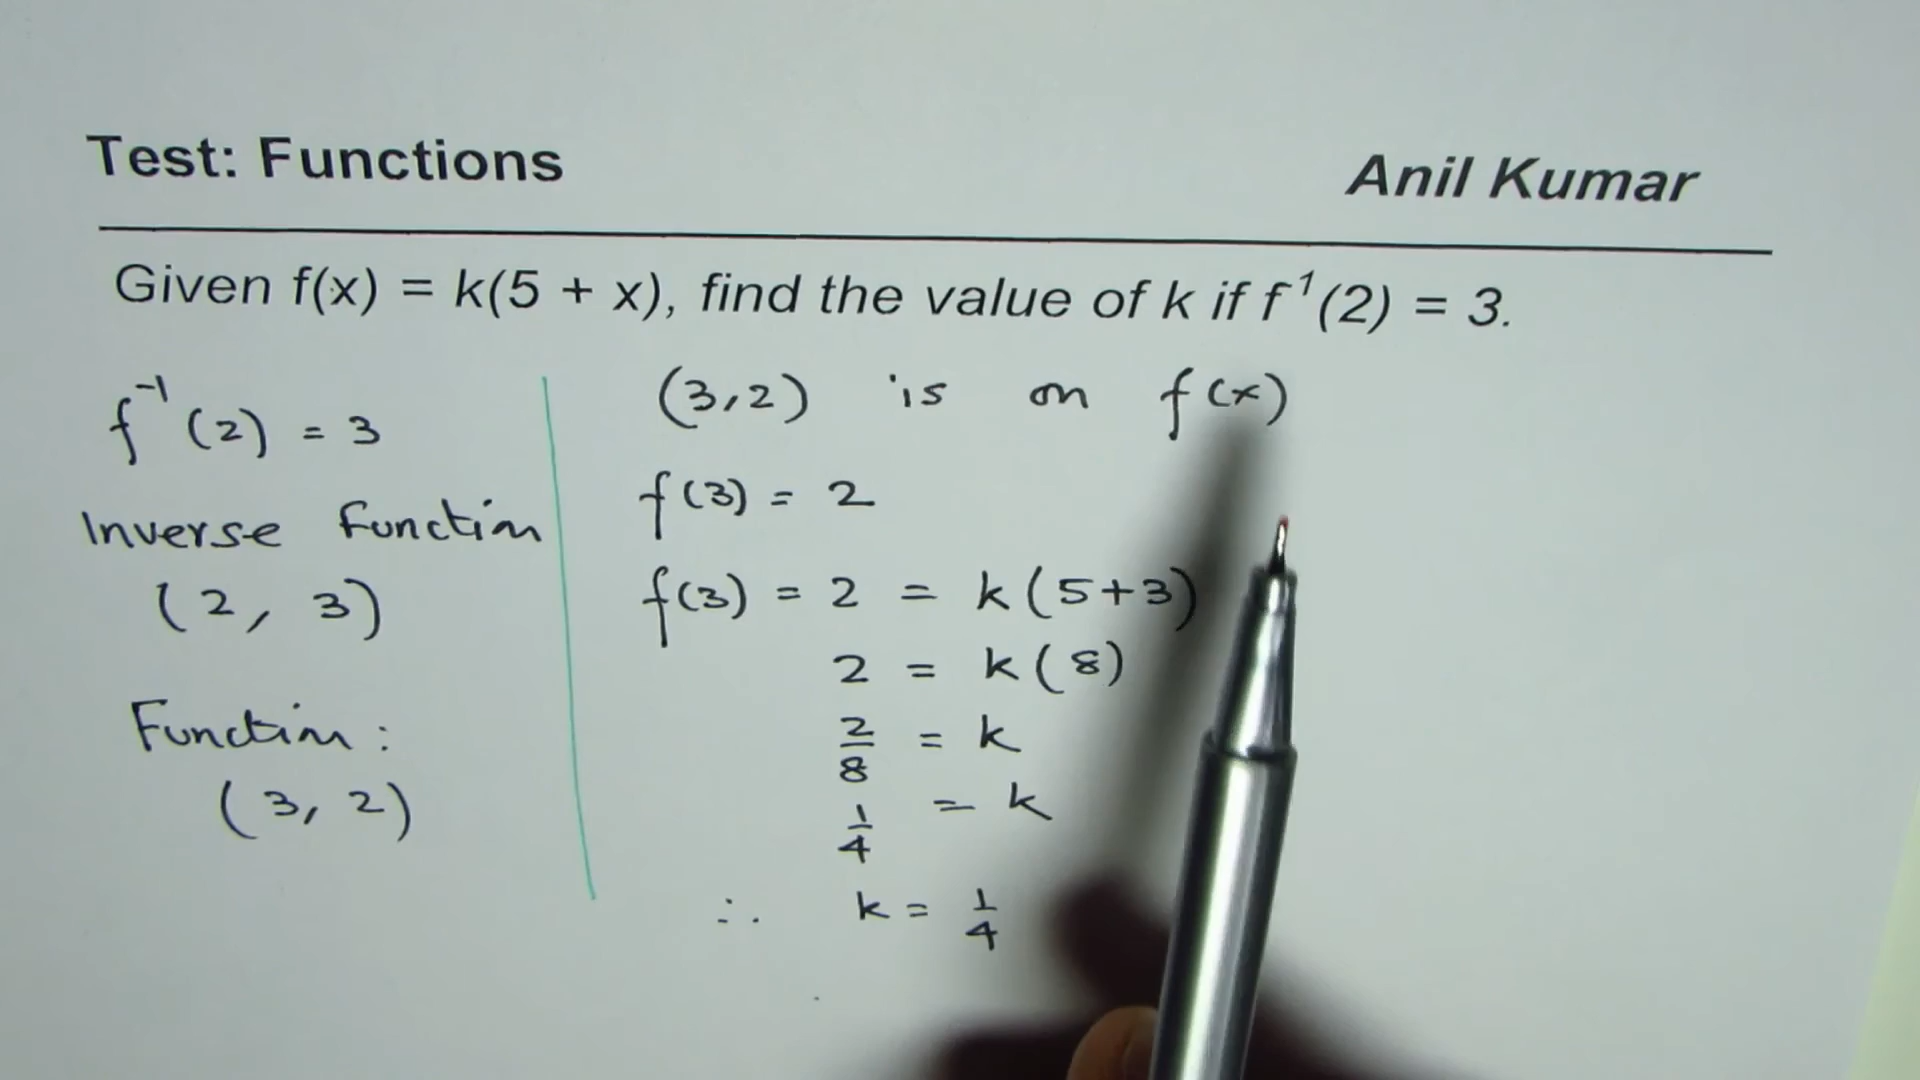 Test: Functions
Anil Kumar
Given f(x) = k(5 + x), find the value of k if f¹(2) = 3.
f⁻¹(2) = 3
Inverse Function
(2, 3)
Function:
(3, 2)
(3,2) is on f(x)
f(3) = 2
f(3) = 2 = k(5+3)
2 = k(8)
2/8 = k
1/4 = k
∴ k = 1/4